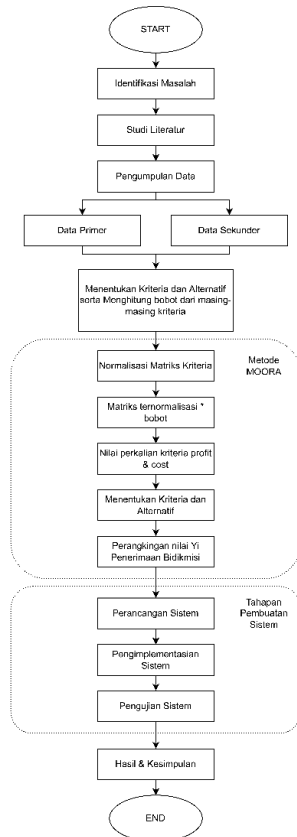 START
Identifikasi Masalah
Studi Literatur
Pengumpulan Data
Data Primer
Data Sekunder
Menentukan Kriteria dan Alternatif
sorta Menghitung bobot dari masing-
masing kriteria
Metode
MOORA
Normalisasi Matriks Kriteria
Matriks ternormalisasi *
bobot
Nilai perkalian kriteria profit
& cost
Menentukan Kriteria dan
Alternatif
Perangkingan nilai Yi
Penerimaan Bidikmisi
Tahapan
Pembuatan
Sistem
Perancangan Sistem
Pengimplementasian
Sistem
Pengujian Sistem
Hasil & Kesimpulan
END